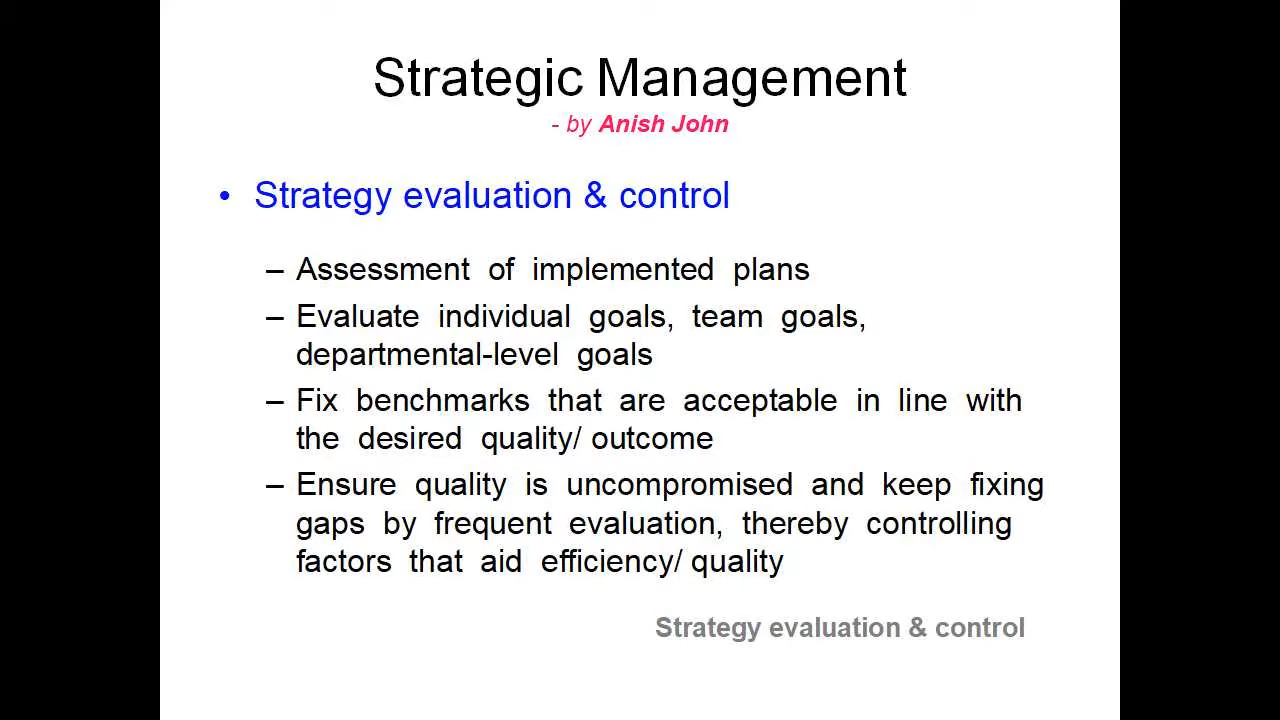 Strategic Management
- by Anish John
• Strategy evaluation & control
– Assessment of implemented plans
– Evaluate individual goals, team goals,
departmental-level goals
– Fix benchmarks that are acceptable in line with
the desired quality/ outcome
– Ensure quality is uncompromised and keep fixing
gaps by frequent evaluation, thereby controlling
factors that aid efficiency/ quality
Strategy evaluation & control